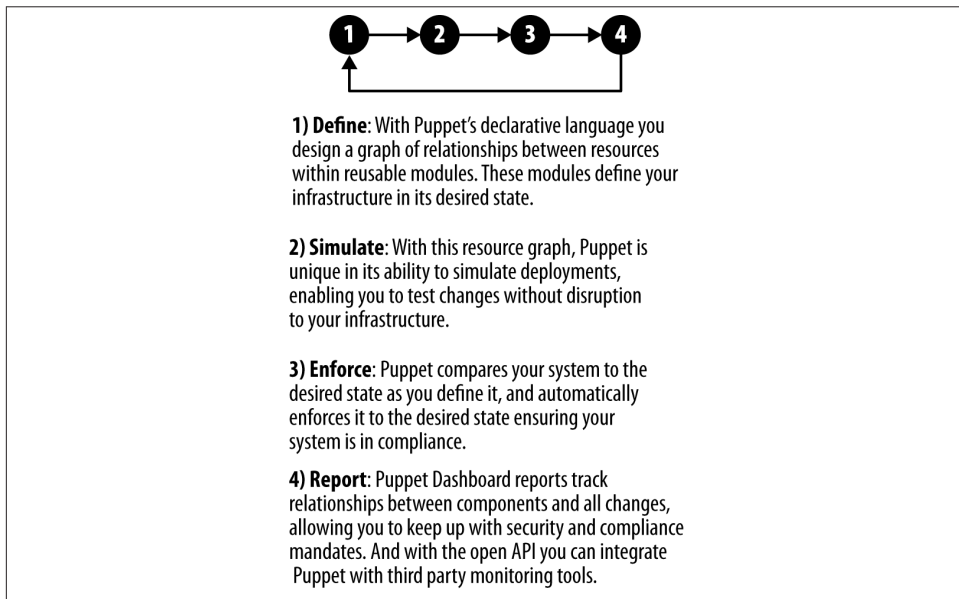 1 2 3 4
1) Define: With Puppet’s declarative language you
design a graph of relationships between resources
within reusable modules. These modules define your
infrastructure in its desired state.
2) Simulate: With this resource graph, Puppet is
unique in its ability to simulate deployments,
enabling you to test changes without disruption
to your infrastructure.
3) Enforce: Puppet compares your system to the
desired state as you define it, and automatically
enforces it to the desired state ensuring your
system is in compliance.
4) Report: Puppet Dashboard reports track
relationships between components and all changes,
allowing you to keep up with security and compliance
mandates. And with the open API you can integrate
Puppet with third party monitoring tools.